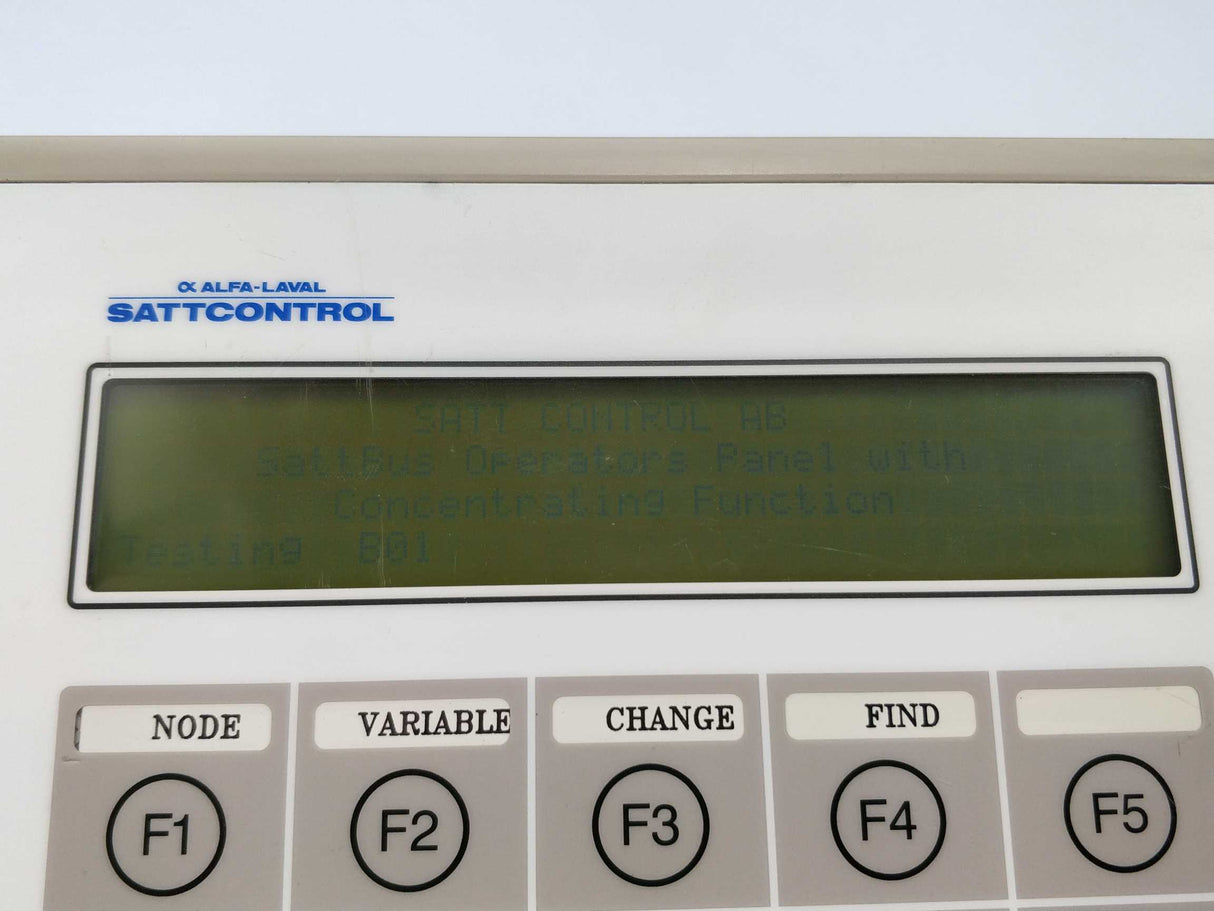 α ALFA-LAVAL
SATTCONTROL
SATT CONTROL AB
SattBus Operators Panel with
Concentrating Function
Testing 601
NODE VARIABLE CHANGE FIND
F1 F2 F3 F4 F5